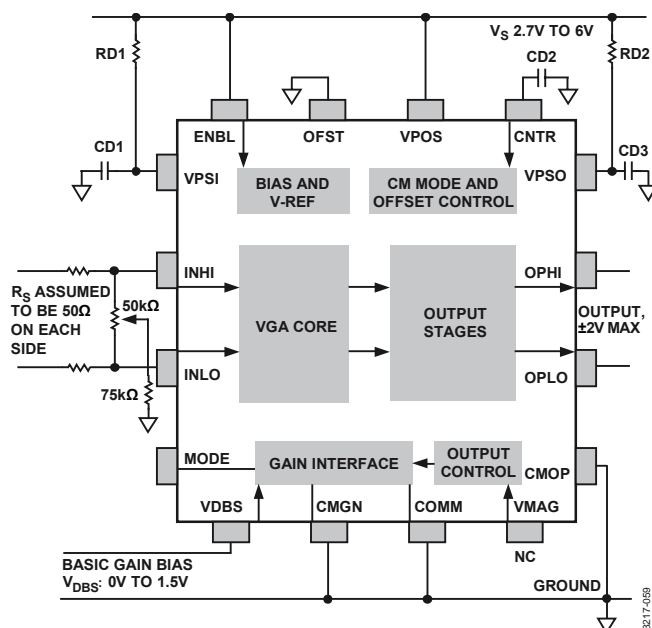 V_S 2.7V TO 6V
RD1
RD2
CD2
ENBL
OFST
VPOS
CNTR
CD1
CD3
VPSI
VPSO
BIAS AND
V-REF
CM MODE AND
OFFSET CONTROL
INHI
OPHI
R_S ASSUMED
TO BE 50Ω
ON EACH
SIDE
50kΩ
VGA CORE
OUTPUT
STAGES
OUTPUT,
±2V MAX
INLO
OPLO
75kΩ
MODE
GAIN INTERFACE
OUTPUT
CONTROL
CMOP
VDBS
CMGN
COMM
VMAG
NC
BASIC GAIN BIAS
V_DBS: 0V TO 1.5V
GROUND
3217-059